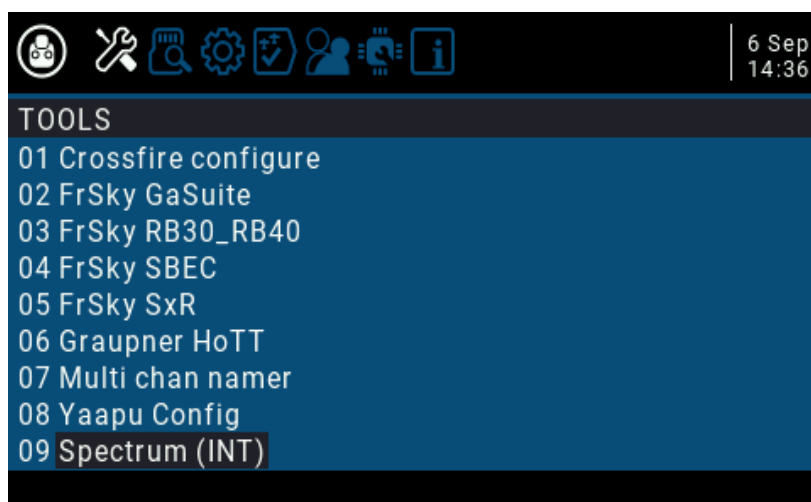 6 Sep
14:36
TOOLS
01 Crossfire configure
02 FrSky GaSuite
03 FrSky RB30_RB40
04 FrSky SBEC
05 FrSky SxR
06 Graupner HoTT
07 Multi chan namer
08 Yaapu Config
09 Spectrum (INT)